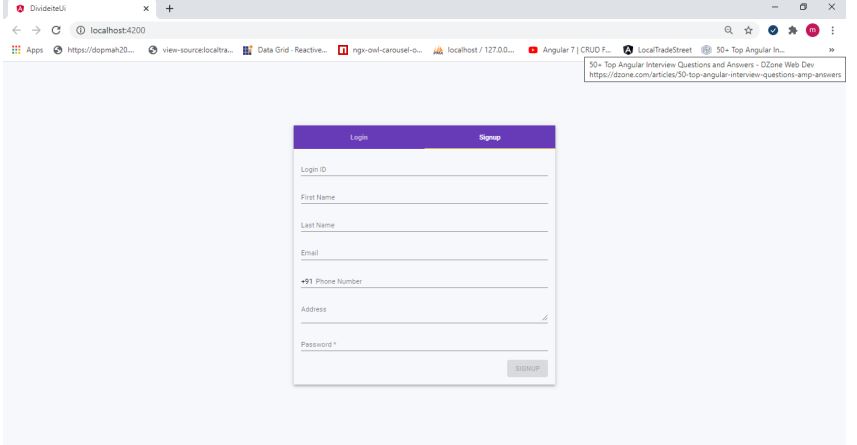 DivideiteUi
localhost:4200
Apps https://dopmah20.... view-source:localtra... Data Grid - Reactive... ngx-owl-carousel-o... localhost / 127.0.0.... Angular 7 | CRUD F... LocalTradeStreet 50+ Top Angular In... »
50+ Top Angular Interview Questions and Answers - DZone Web Dev
https://dzone.com/articles/50-top-angular-interview-questions-amp-answers
Login Signup
Login ID
First Name
Last Name
Email
+91 Phone Number
Address
Password *
SIGNUP